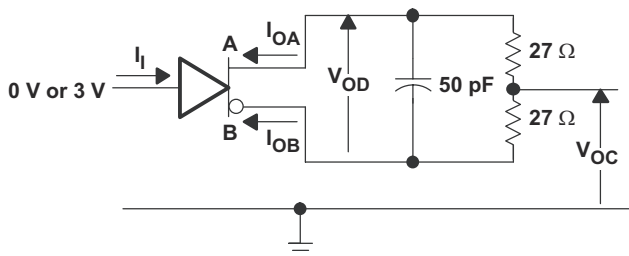 A
I_OA
I_I
0 V or 3 V
V_OD
50 pF
27 Ω
27 Ω
B
I_OB
V_OC